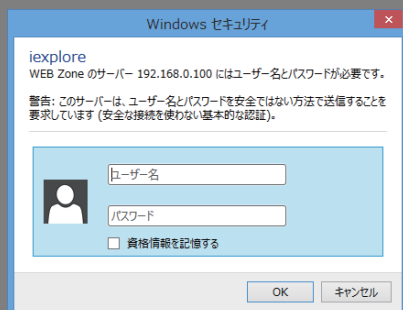 Windows セキュリティ
iexplore
WEB Zone のサーバー 192.168.0.100 にはユーザー名とパスワードが必要です。
警告: このサーバーは、ユーザー名とパスワードを安全ではない方法で送信することを
要求しています (安全な接続を使わない基本的な認証)。
ユーザー名
パスワード
資格情報を記憶する
OK
キャンセル